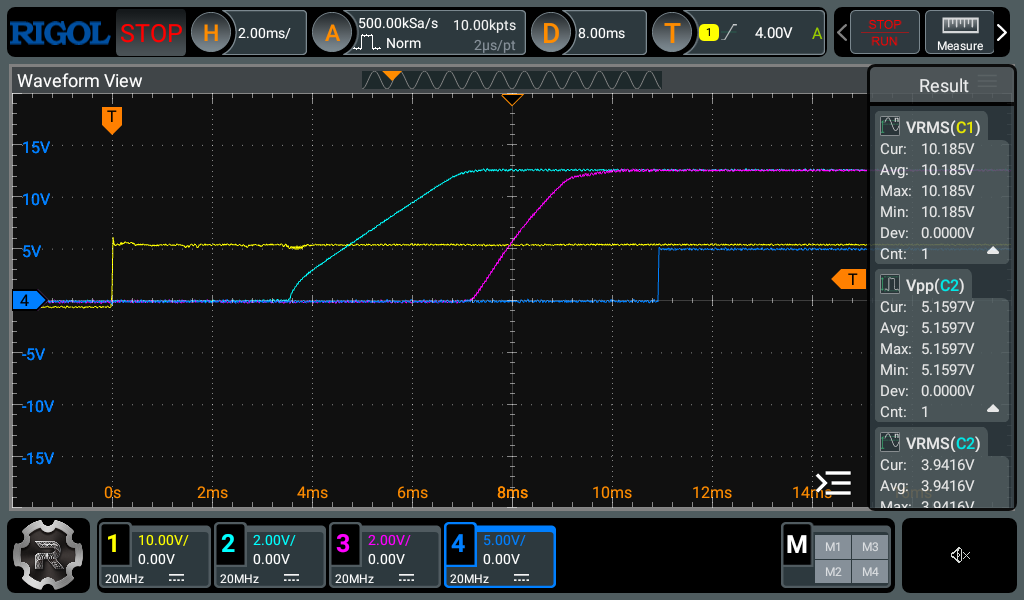 RIGOL STOP H 2.00ms/ A 500.00kSa/s 10.00kpts D 8.00ms T 1 4.00V A STOP Measure
Norm 2µs/pt RUN
Waveform View
Result
T
VRMS(C1)
Cur: 10.185V
Avg: 10.185V
Max: 10.185V
Min: 10.185V
Dev: 0.0000V
Cnt: 1
Vpp(C2)
Cur: 5.1597V
Avg: 5.1597V
Max: 5.1597V
Min: 5.1597V
Dev: 0.0000V
Cnt: 1
VRMS(C2)
Cur: 3.9416V
Avg: 3.9416V
Max: 3.9416V
15V
10V
5V
4
T
-5V
-10V
-15V
0s 2ms 4ms 6ms 8ms 10ms 12ms 14ms
1 10.00V/ 0.00V 20MHz
2 2.00V/ 0.00V 20MHz
3 2.00V/ 0.00V 20MHz
4 5.00V/ 0.00V 20MHz
M M1 M3
M2 M4